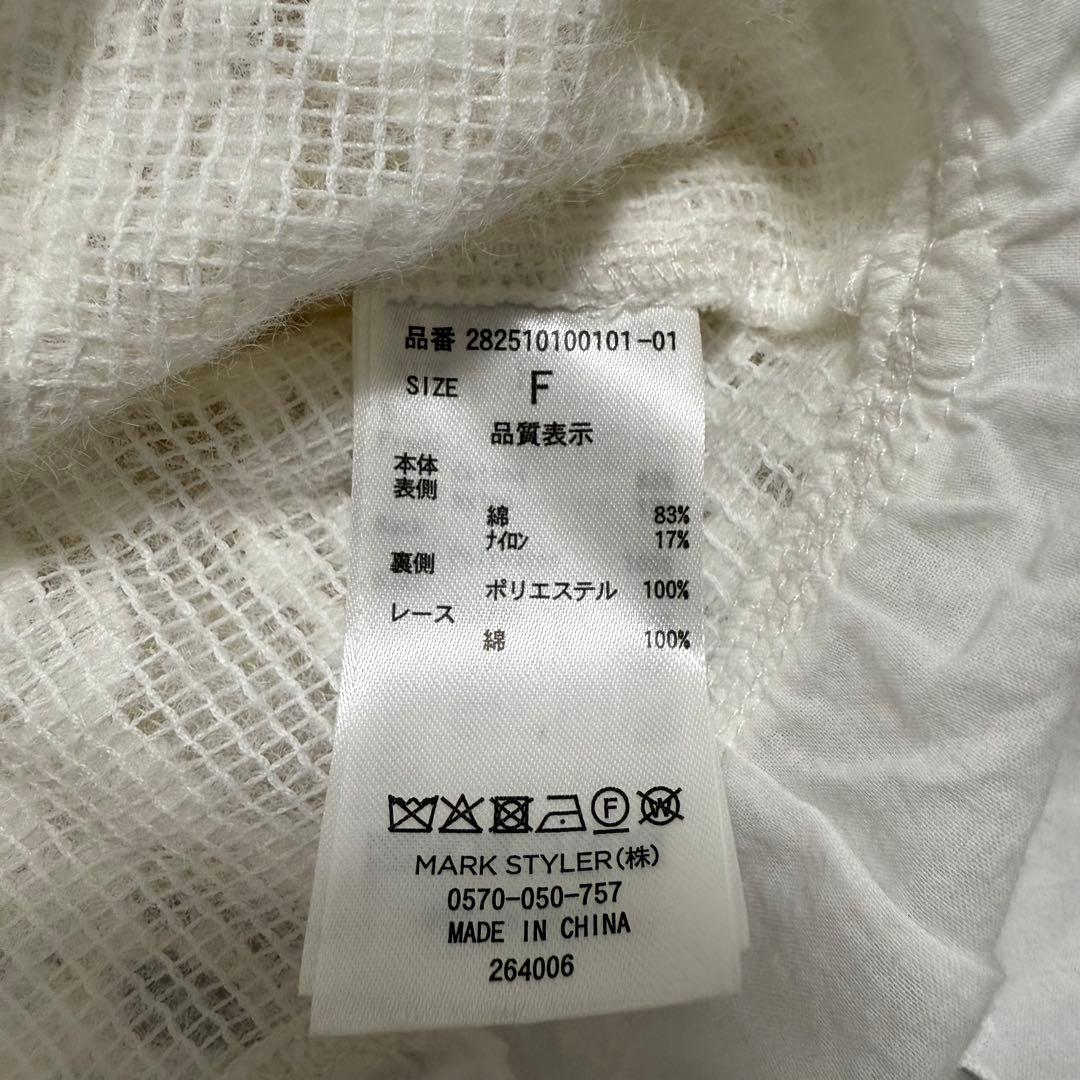 品番 282510100101-01
SIZE F
品質表示
本体
表側
綿 83%
ナイロン 17%
裏側
ポリエステル 100%
レース
綿 100%
F W
MARK STYLER(株)
0570-050-757
MADE IN CHINA
264006